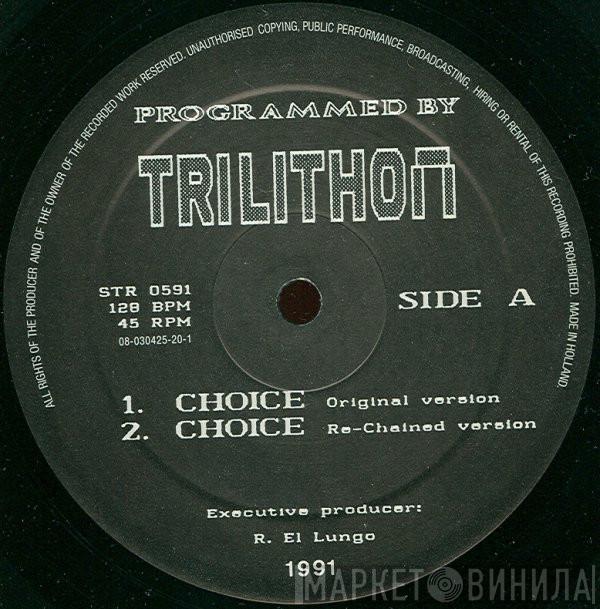 ALL RIGHTS OF THE PRODUCER AND OF THE OWNER OF THE RECORDED WORK RESERVED. UNAUTHORISED COPYING, PUBLIC PERFORMANCE, BROADCASTING, HIRING OR RENTAL OF THIS RECORDING PROHIBITED. MADE IN HOLLAND.
PROGRAMMED BY
TRILITHON
STR 0591
128 BPM
45 RPM
08-030425-20-1
SIDE A
1. CHOICE Original version
2. CHOICE Re-Chained version
Executive producer:
R. El Lungo
1991
МАРКЕТ ВИНИЛА